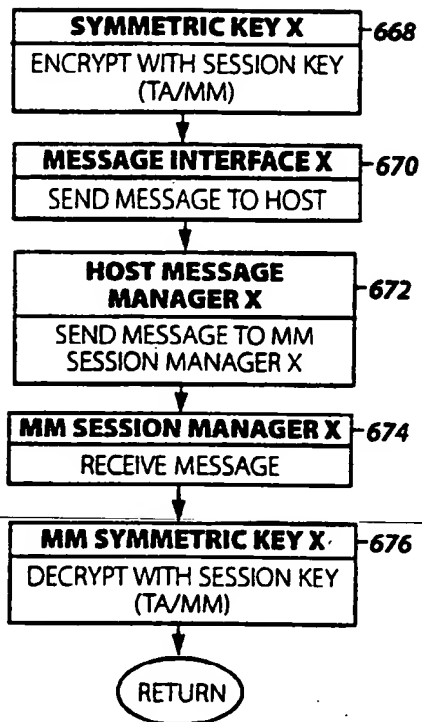 SYMMETRIC KEY X
668
ENCRYPT WITH SESSION KEY
(TA/MM)
MESSAGE INTERFACE X
670
SEND MESSAGE TO HOST
HOST MESSAGE
MANAGER X
672
SEND MESSAGE TO MM
SESSION MANAGER X
MM SESSION MANAGER X
674
RECEIVE MESSAGE
MM SYMMETRIC KEY X
676
DECRYPT WITH SESSION KEY
(TA/MM)
RETURN